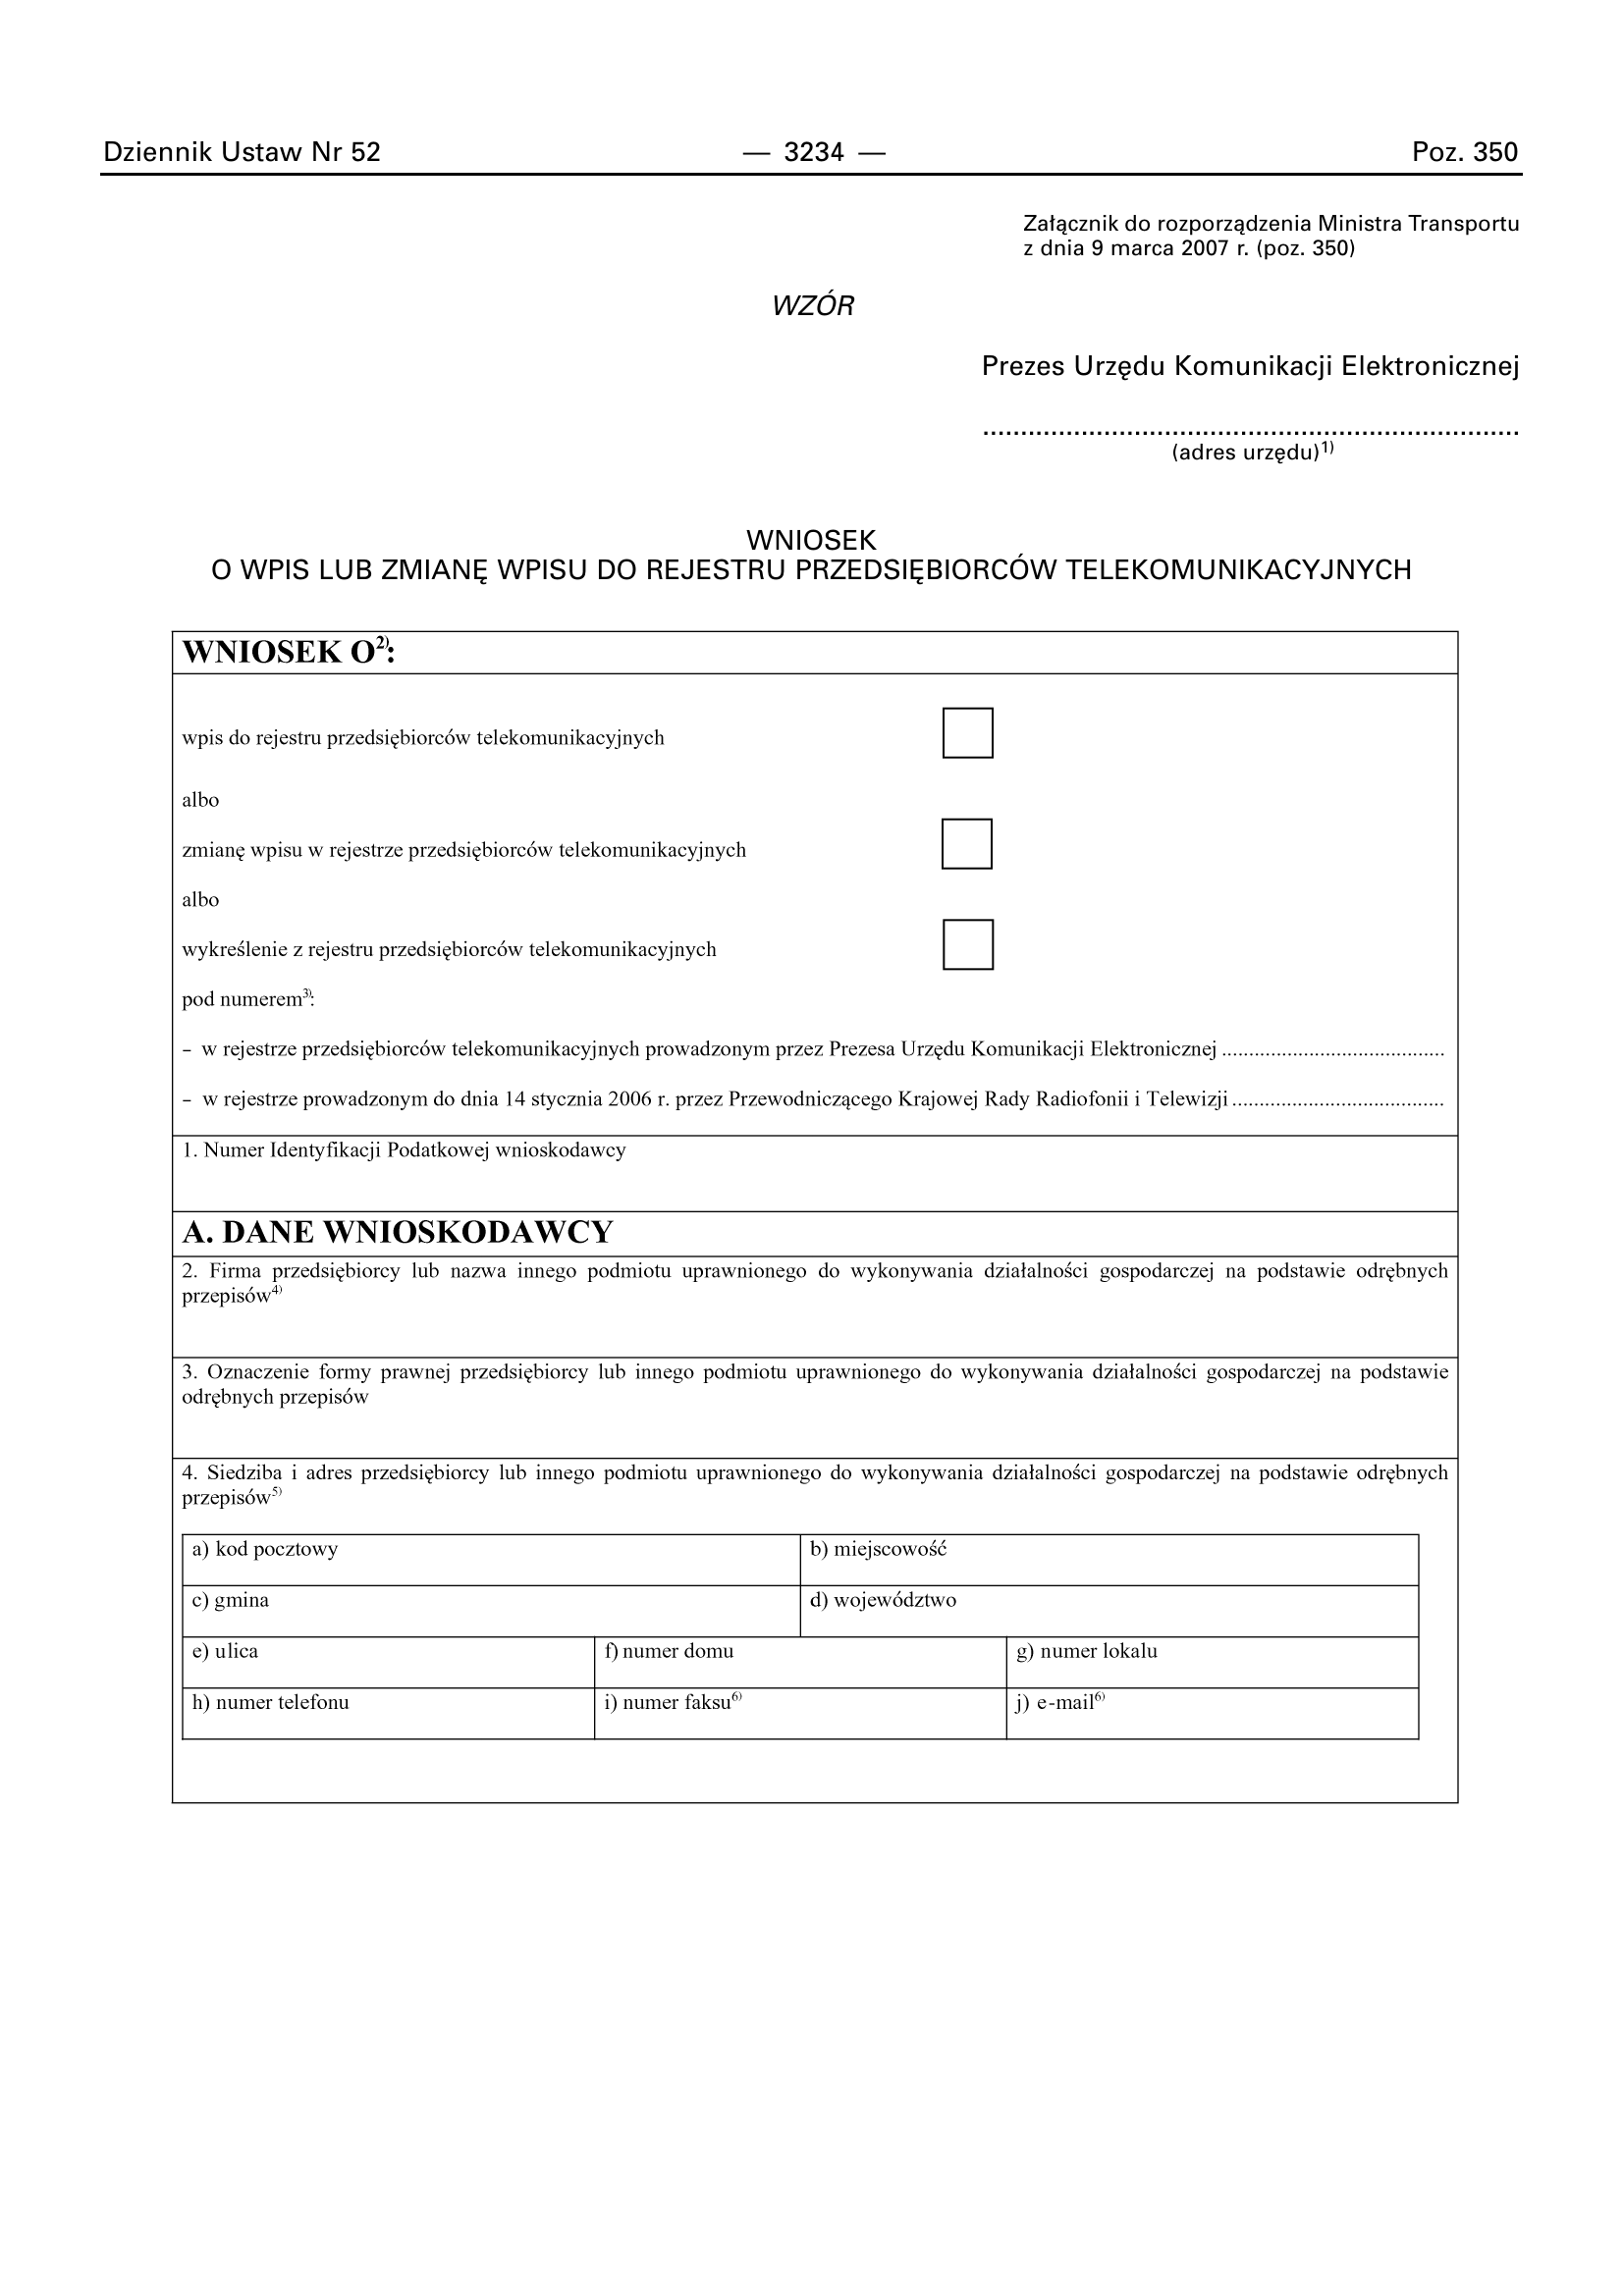 Dziennik Ustaw Nr 52 — 3234 — Poz. 350
Załącznik do rozporządzenia Ministra Transportu
z dnia 9 marca 2007 r. (poz. 350)
WZÓR
Prezes Urzędu Komunikacji Elektronicznej
.......................................................................
(adres urzędu)1)
WNIOSEK
O WPIS LUB ZMIANĘ WPISU DO REJESTRU PRZEDSIĘBIORCÓW TELEKOMUNIKACYJNYCH
WNIOSEK O2):
wpis do rejestru przedsiębiorców telekomunikacyjnych
albo
zmianę wpisu w rejestrze przedsiębiorców telekomunikacyjnych
albo
wykreślenie z rejestru przedsiębiorców telekomunikacyjnych
pod numerem3):
– w rejestrze przedsiębiorców telekomunikacyjnych prowadzonym przez Prezesa Urzędu Komunikacji Elektronicznej .........................................
– w rejestrze prowadzonym do dnia 14 stycznia 2006 r. przez Przewodniczącego Krajowej Rady Radiofonii i Telewizji .......................................
1. Numer Identyfikacji Podatkowej wnioskodawcy
A. DANE WNIOSKODAWCY
2. Firma przedsiębiorcy lub nazwa innego podmiotu uprawnionego do wykonywania działalności gospodarczej na podstawie odrębnych
przepisów4)
3. Oznaczenie formy prawnej przedsiębiorcy lub innego podmiotu uprawnionego do wykonywania działalności gospodarczej na podstawie
odrębnych przepisów
4. Siedziba i adres przedsiębiorcy lub innego podmiotu uprawnionego do wykonywania działalności gospodarczej na podstawie odrębnych
przepisów5)
a) kod pocztowy b) miejscowość
c) gmina d) województwo
e) ulica f) numer domu g) numer lokalu
h) numer telefonu i) numer faksu6) j) e-mail6)